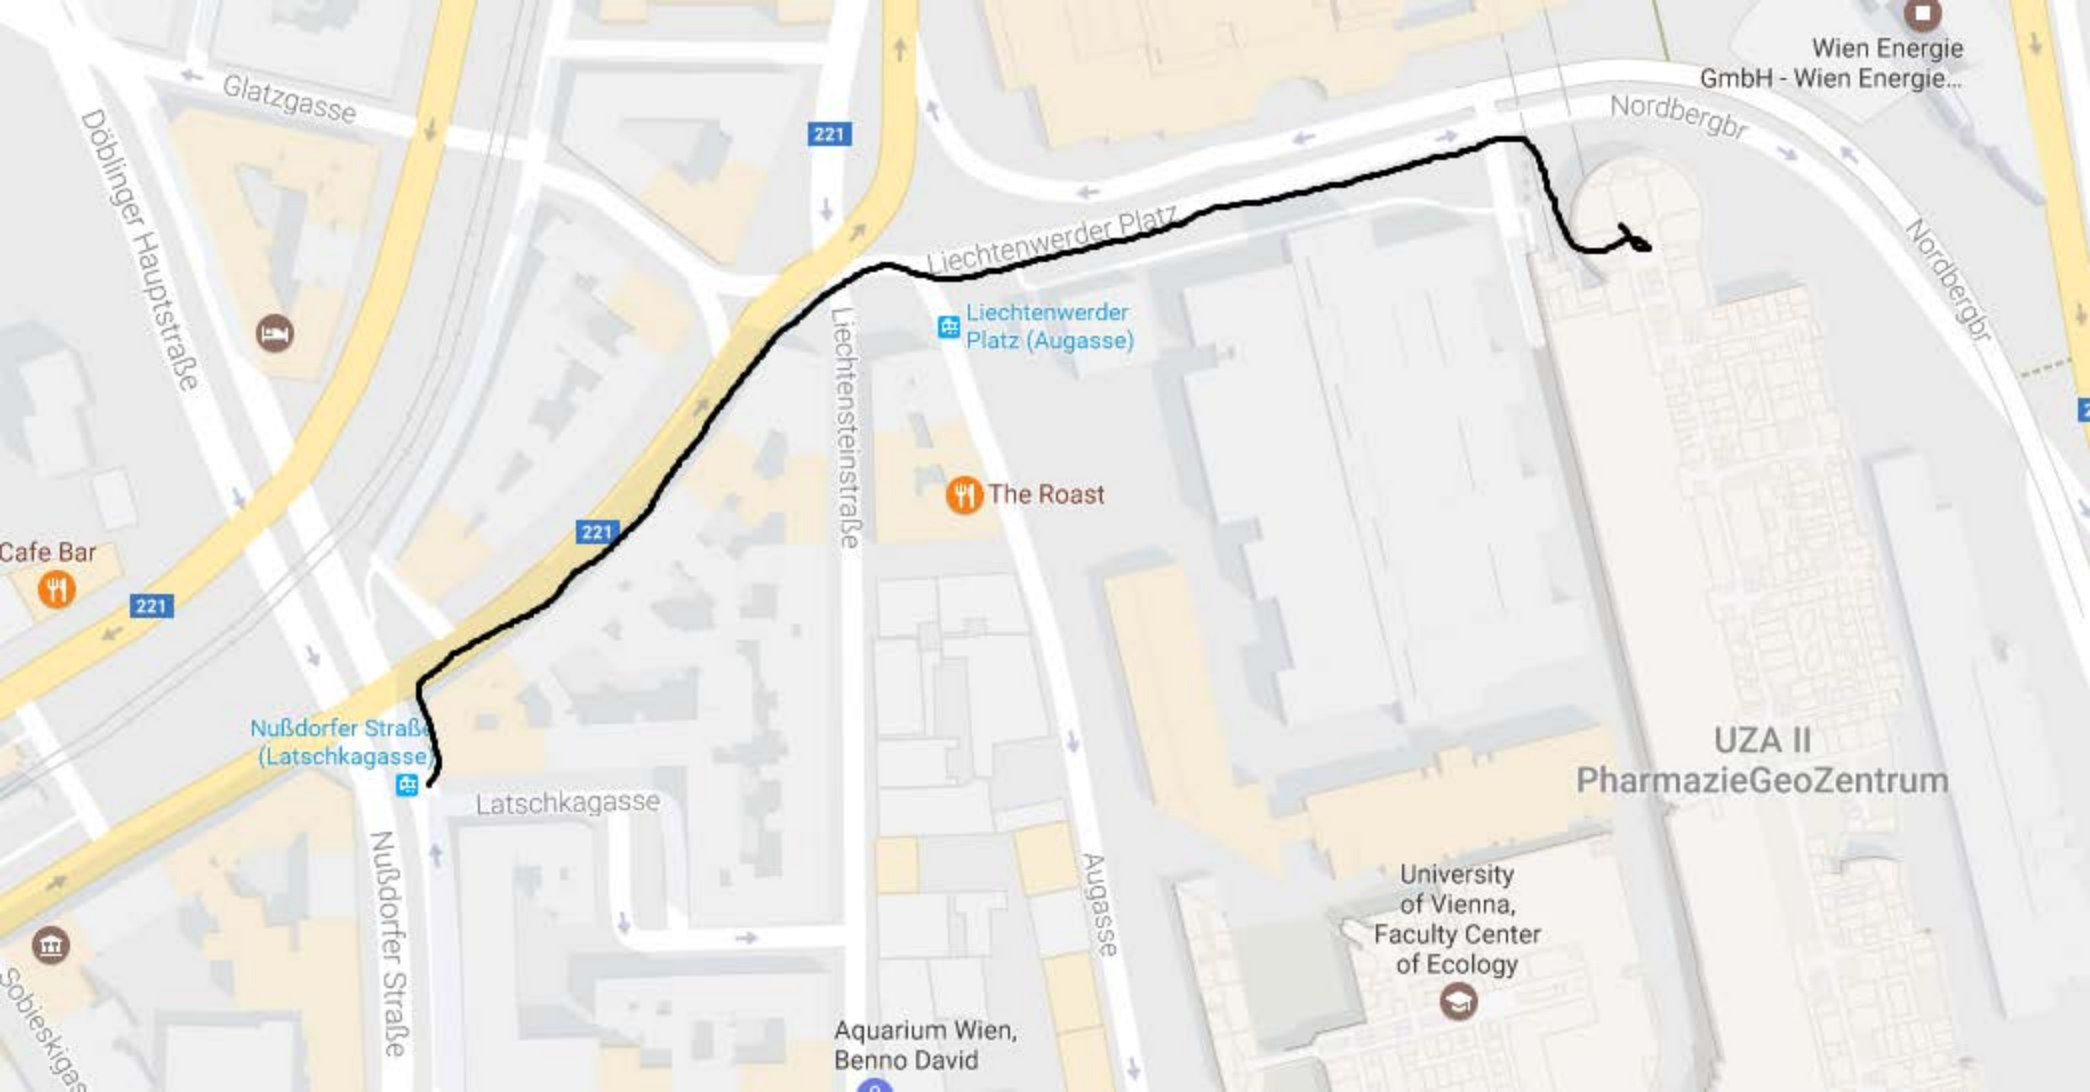 Wien Energie
GmbH - Wien Energie...
Glatzgasse
Nordbergbr
Döblinger Hauptstraße
221
Liechtenwerder Platz
Nordbergbr
Liechtenwerder
Platz (Augasse)
Liechtensteinstraße
The Roast
221
Cafe Bar
221
Nußdorfer Straße
(Latschkagasse)
UZA II
PharmazieGeoZentrum
Latschkagasse
Nußdorfer Straße
Augasse
University
of Vienna,
Faculty Center
of Ecology
Sobieskigas
Aquarium Wien,
Benno David